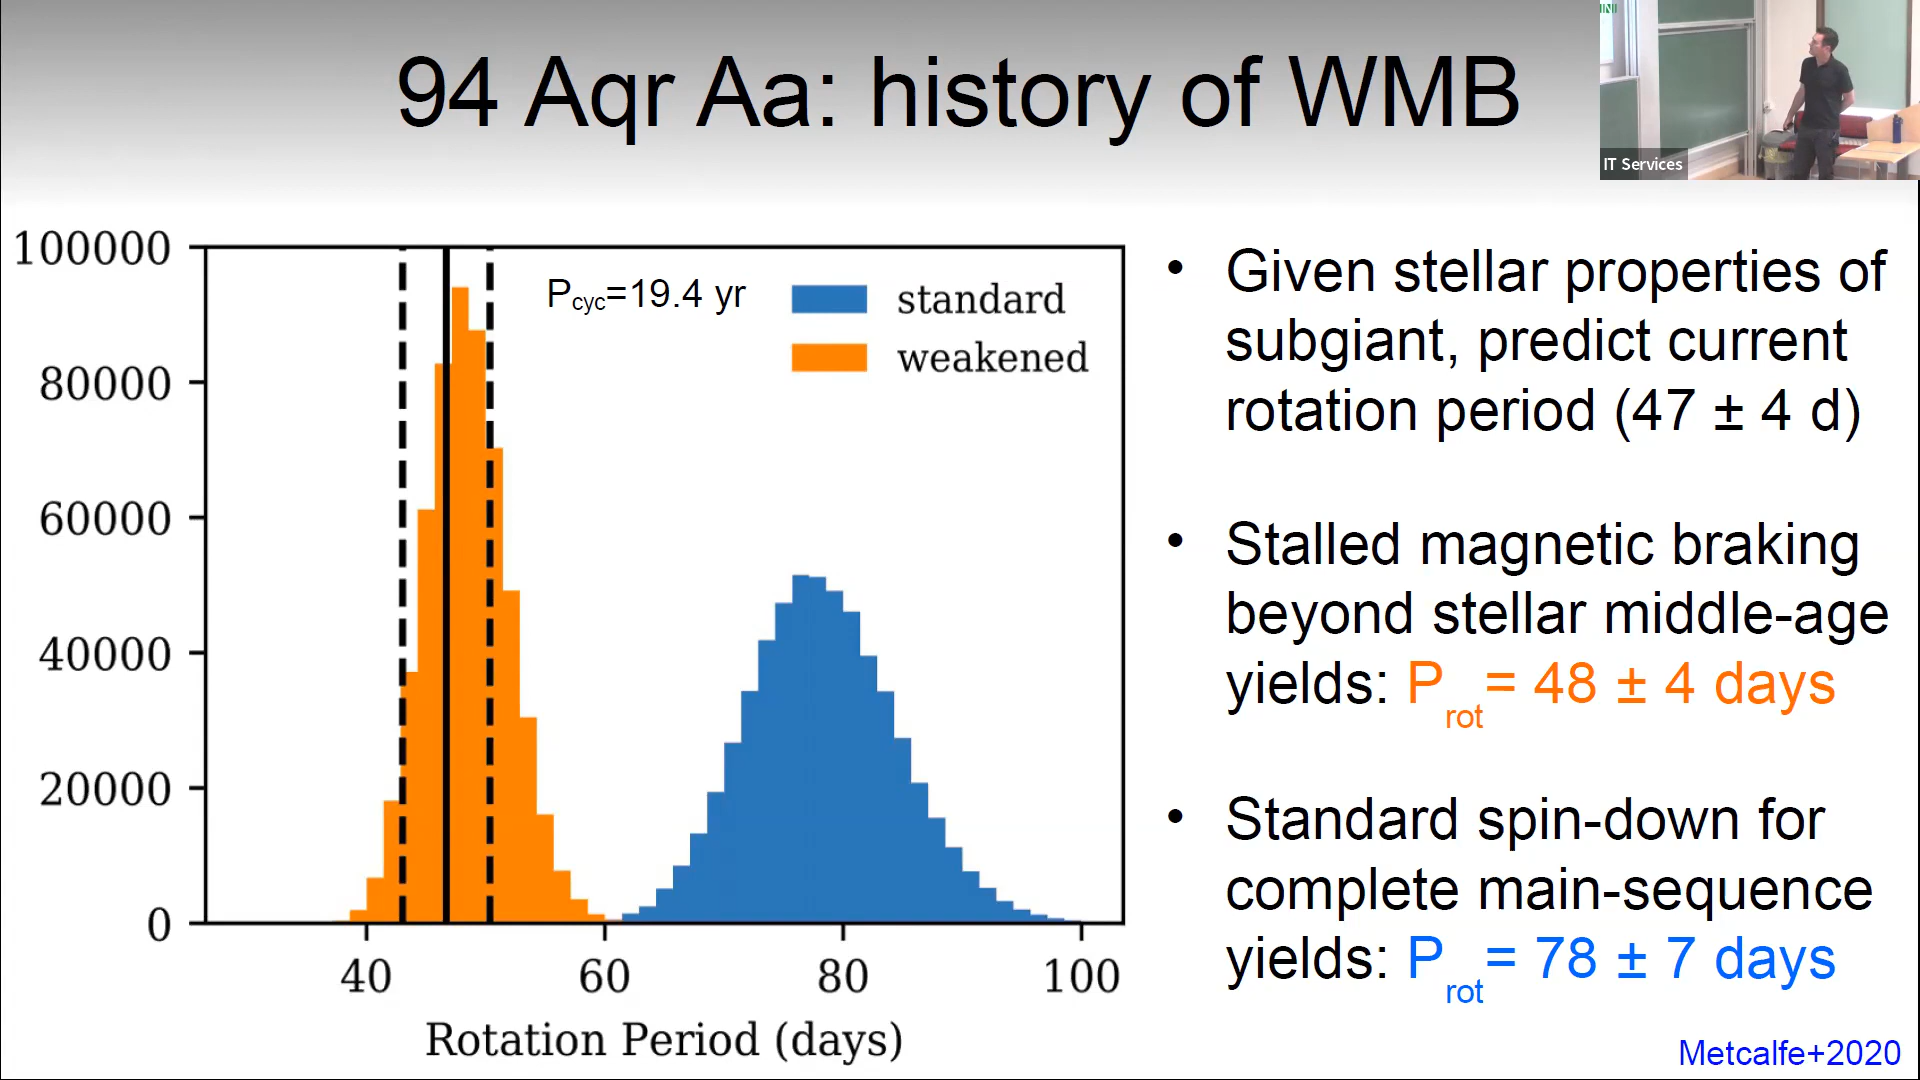 94 Aqr Aa: history of WMB
IT Services
100000
80000
60000
40000
20000
0
40 60 80 100
Rotation Period (days)
Pcyc=19.4 yr
standard
weakened
• Given stellar properties of
subgiant, predict current
rotation period (47 ± 4 d)
• Stalled magnetic braking
beyond stellar middle-age
yields: Prot = 48 ± 4 days
• Standard spin-down for
complete main-sequence
yields: Prot = 78 ± 7 days
Metcalfe+2020